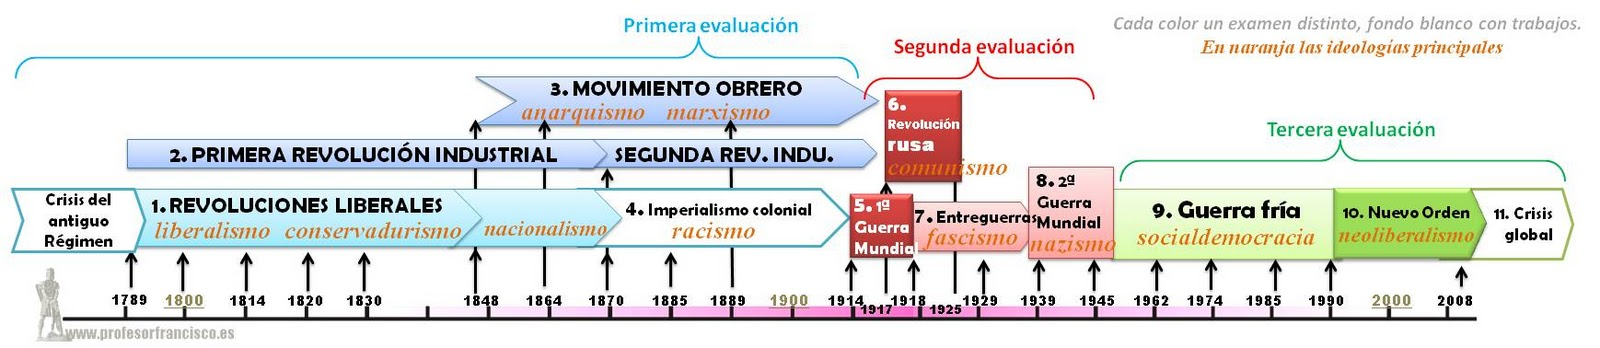 Primera evaluación
Cada color un examen distinto, fondo blanco con trabajos.
En naranja las ideologías principales
Segunda evaluación
3. MOVIMIENTO OBRERO
anarquismo marxismo
6.
Revolución
rusa
comunismo
Tercera evaluación
2. PRIMERA REVOLUCIÓN INDUSTRIAL
SEGUNDA REV. INDU.
Crisis del
antiguo
Régimen
1. REVOLUCIONES LIBERALES
liberalismo conservadurismo
nacionalismo
4. Imperialismo colonial
racismo
5. 1ª
Guerra
Mundial
7. Entreguerras
fascismo
8. 2ª
Guerra
Mundial
nazismo
9. Guerra fría
socialdemocracia
10. Nuevo Orden
neoliberalismo
11. Crisis
global
1789 1800 1814 1820 1830 1848 1864 1870 1885 1889 1900 1914 1918 1929 1939 1945 1962 1974 1985 1990 2000 2008
1917 1925
www.profesorfrancisco.es